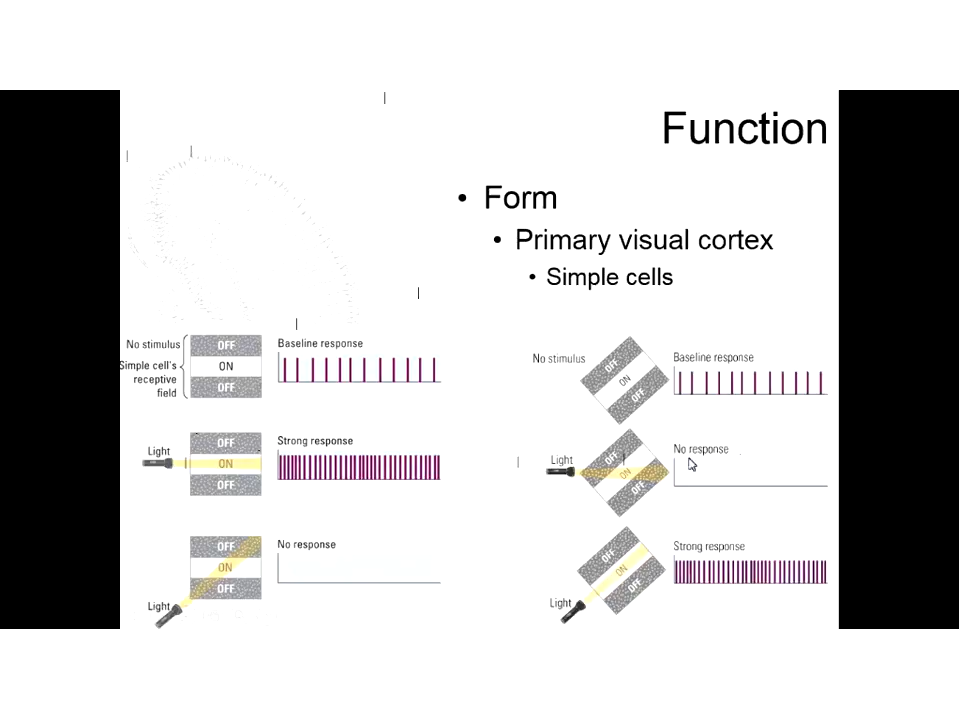 Function
• Form
• Primary visual cortex
• Simple cells
No stimulus
Simple cell's
receptive
field
OFF
ON
OFF
Baseline response
Light
OFF
ON
OFF
Strong response
Light
OFF
ON
OFF
No response
No stimulus
OFF
ON
OFF
Baseline response
Light
OFF
ON
OFF
No response
Light
OFF
ON
OFF
Strong response